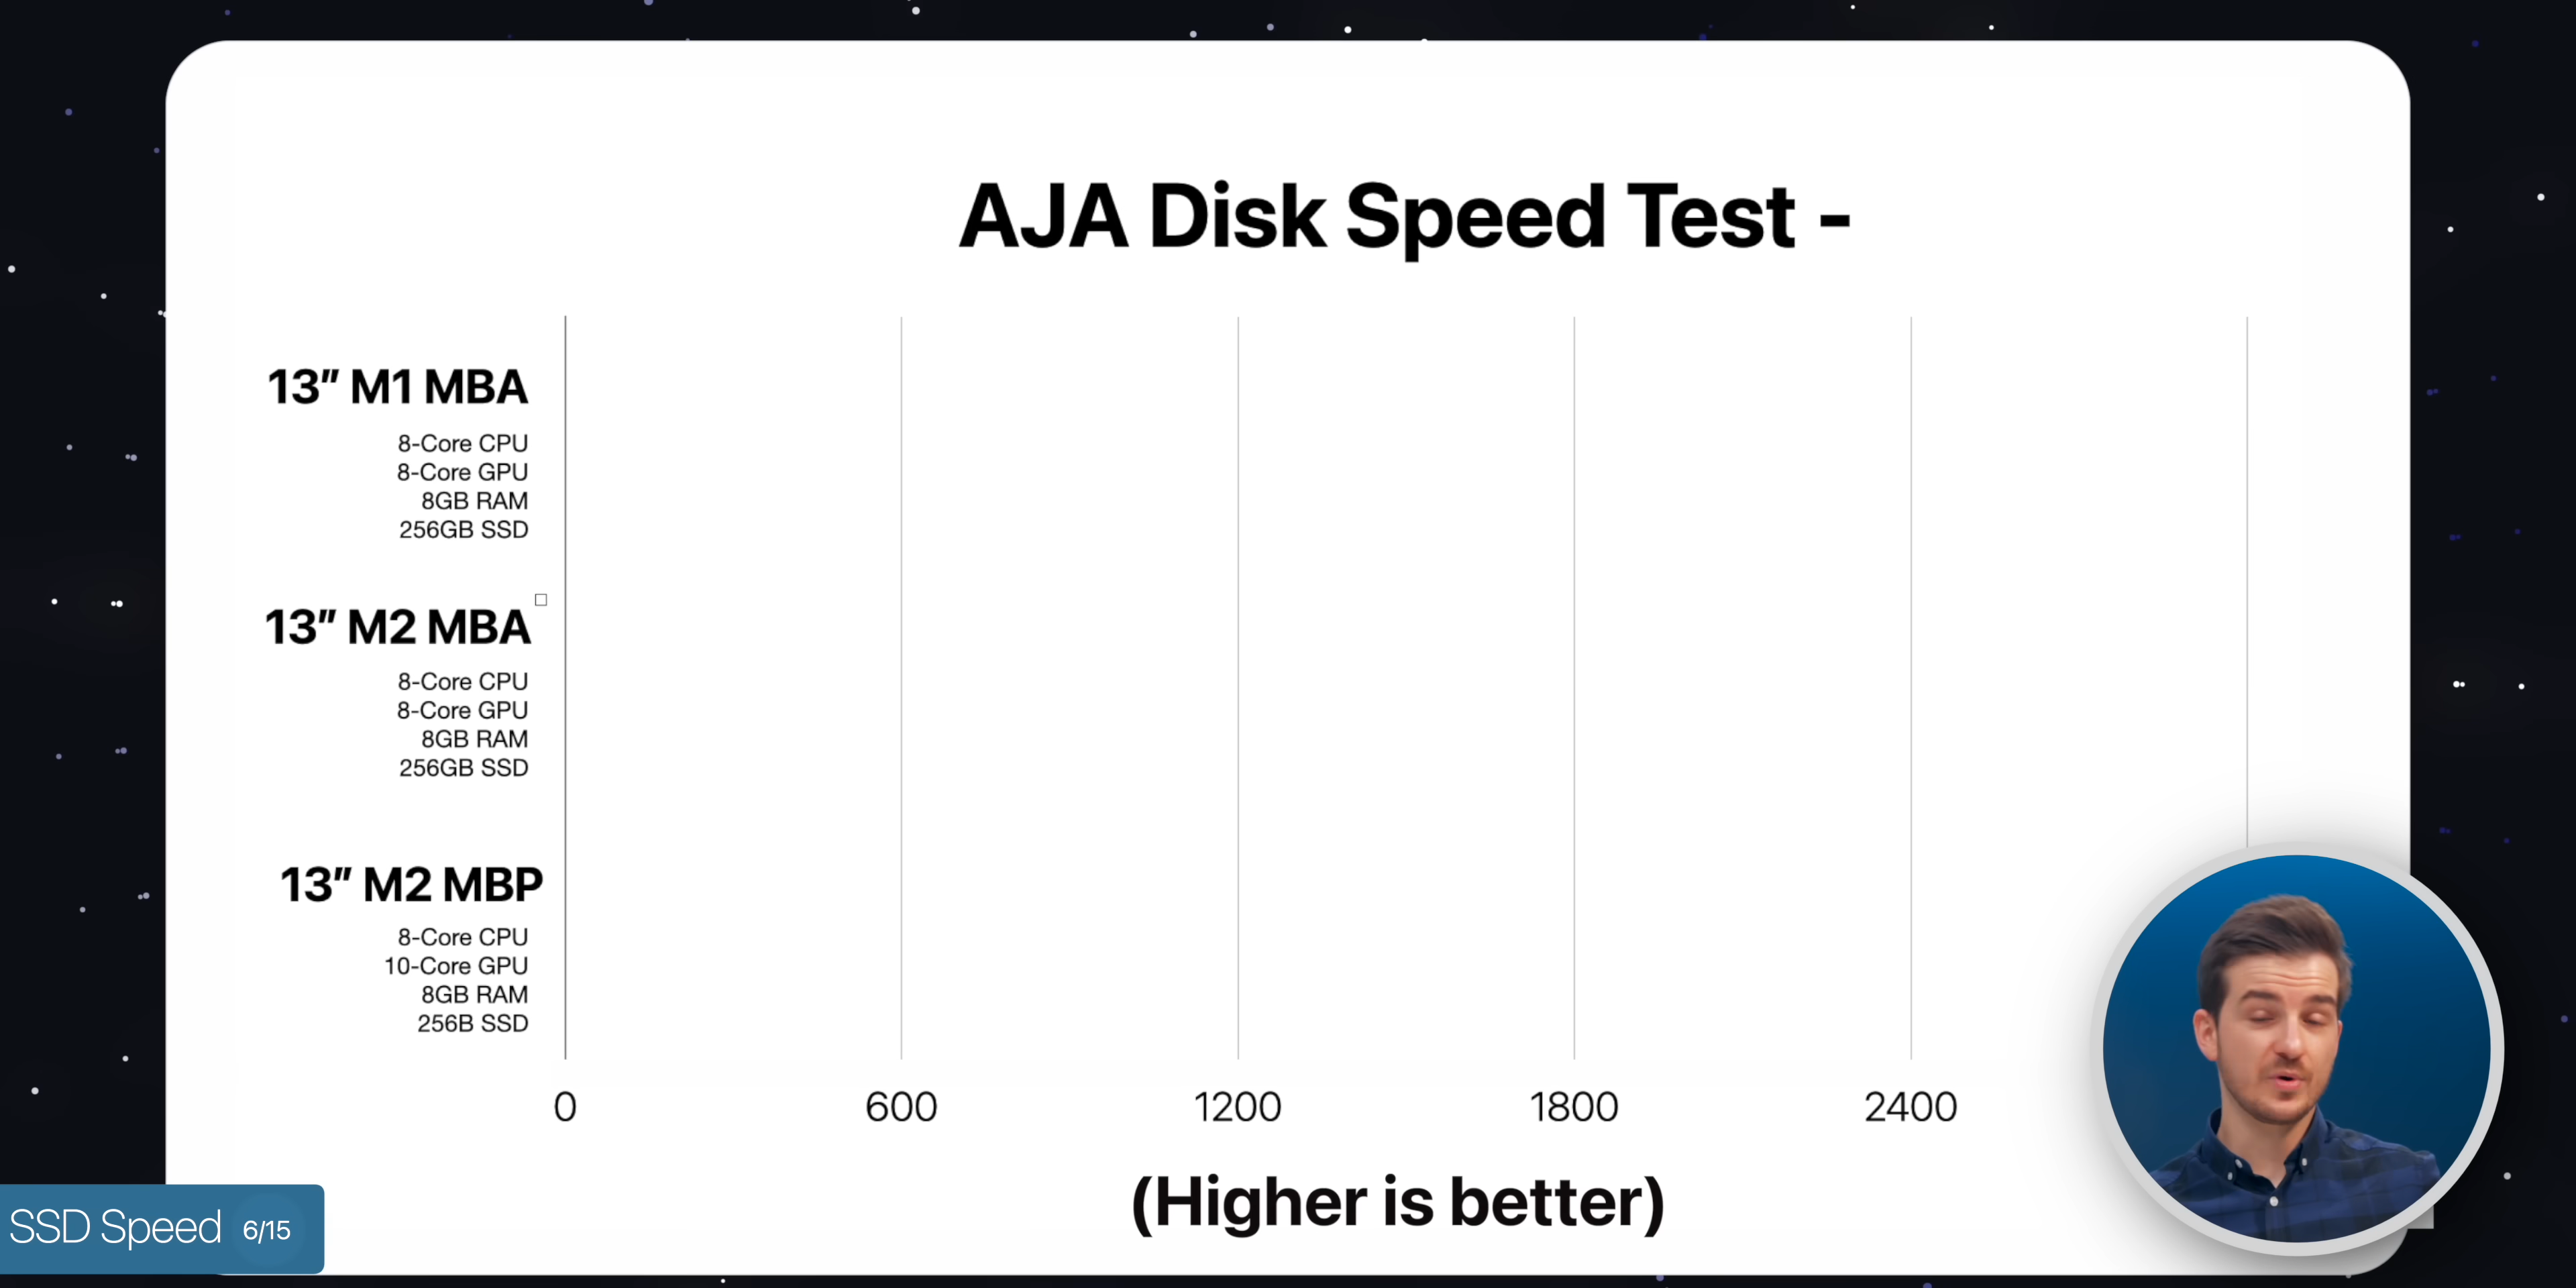 AJA Disk Speed Test -
13″ M1 MBA
8-Core CPU
8-Core GPU
8GB RAM
256GB SSD
13″ M2 MBA
8-Core CPU
8-Core GPU
8GB RAM
256GB SSD
13″ M2 MBP
8-Core CPU
10-Core GPU
8GB RAM
256B SSD
0 600 1200 1800 2400
(Higher is better)
SSD Speed 6/15